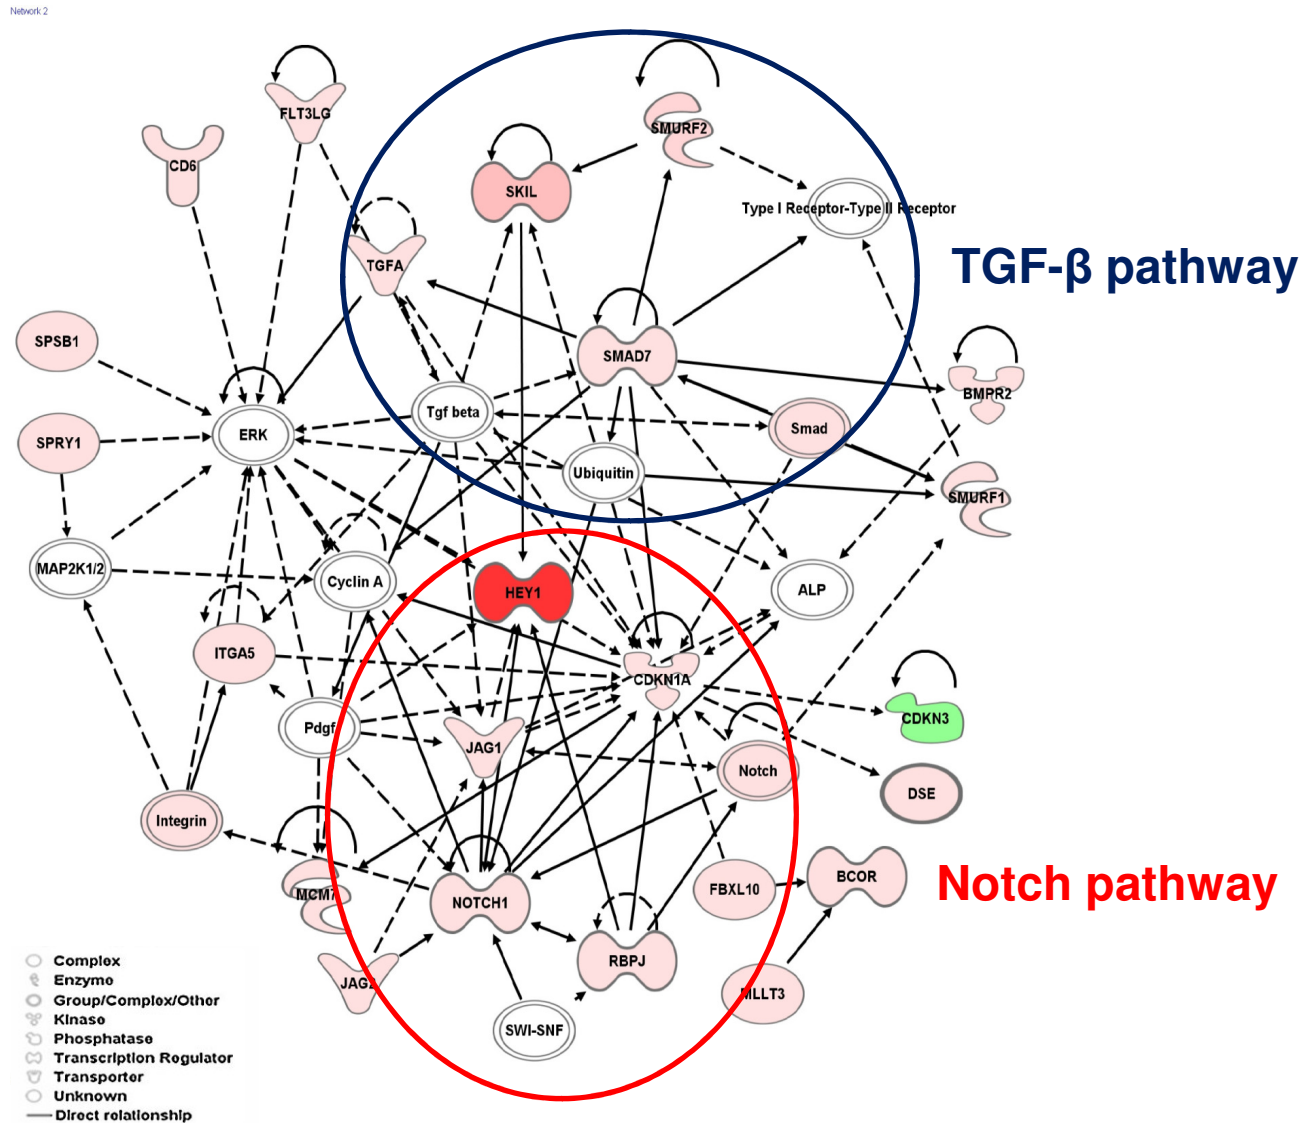 Network 2
FLT3LG
SMURF2
CD6
SKIL
Type I Receptor-Type II Receptor
TGFA
TGF-β pathway
SPSB1
SMAD7
BMPR2
Tgf beta
Smad
SPRY1
ERK
Ubiquitin
SMURF1
MAP2K1/2
Cyclin A
HEY1
ALP
ITGA5
CDKN1A
CDKN3
Pdgf
JAG1
Notch
DSE
Integrin
BCOR
Notch pathway
FBXL10
MCM7
NOTCH1
RBPJ
JAG2
MLLT3
SWI-SNF
Complex
Enzyme
Group/Complex/Other
Kinase
Phosphatase
Transcription Regulator
Transporter
Unknown
Direct relationship